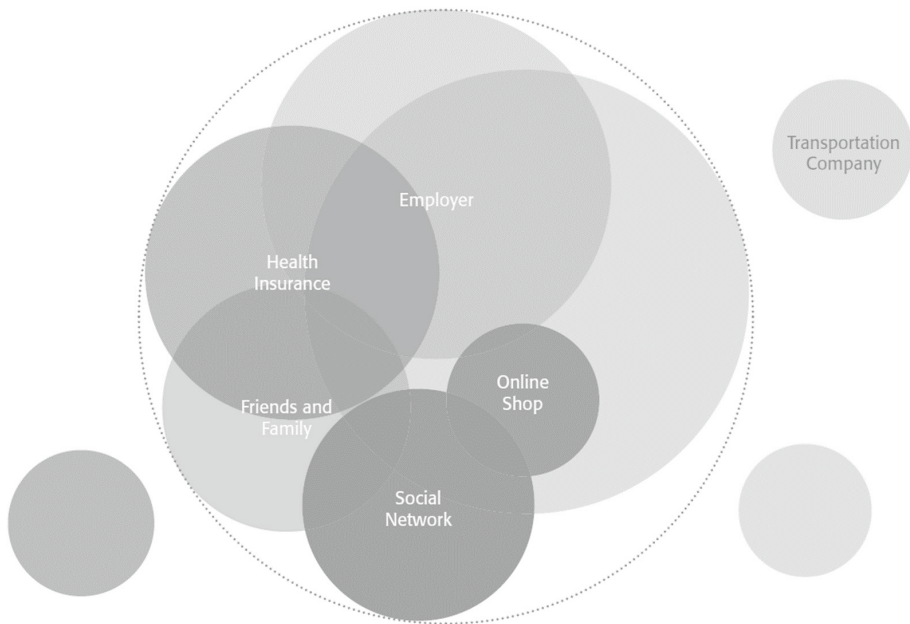 Transportation
Company
Employer
Health
Insurance
Online
Shop
Friends and
Family
Social
Network